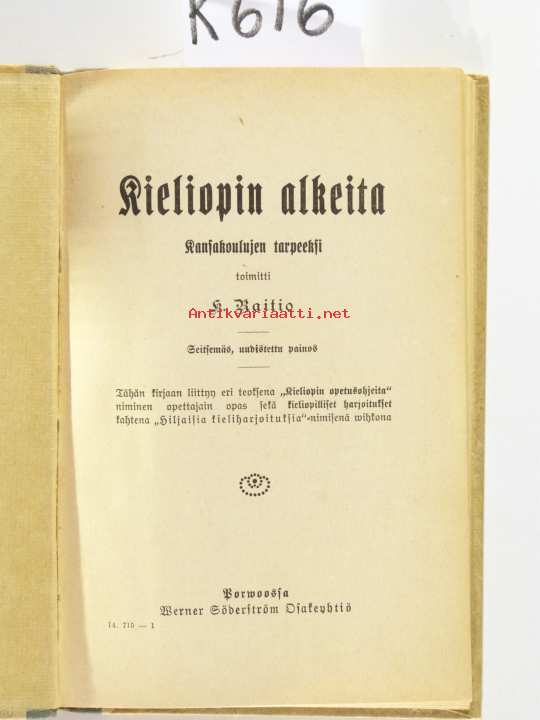 K616
Kieliopin alkeita
Kansakoulujen tarpeeksi
toimitti
K. Raitio
Antikvariaatti.net
Seitsemäs, uudistettu painos
Tähän kirjaan liittyy eri teoksena „Kieliopin opetusohjeita"
niminen opettajain opas sekä kieliopilliset harjoitukset
kahtena „Hiljaisia kieliharjoituksia"-nimisenä wihkona
Porwoossa
Werner Söderström Osakeyhtiö
14. 710 — 1